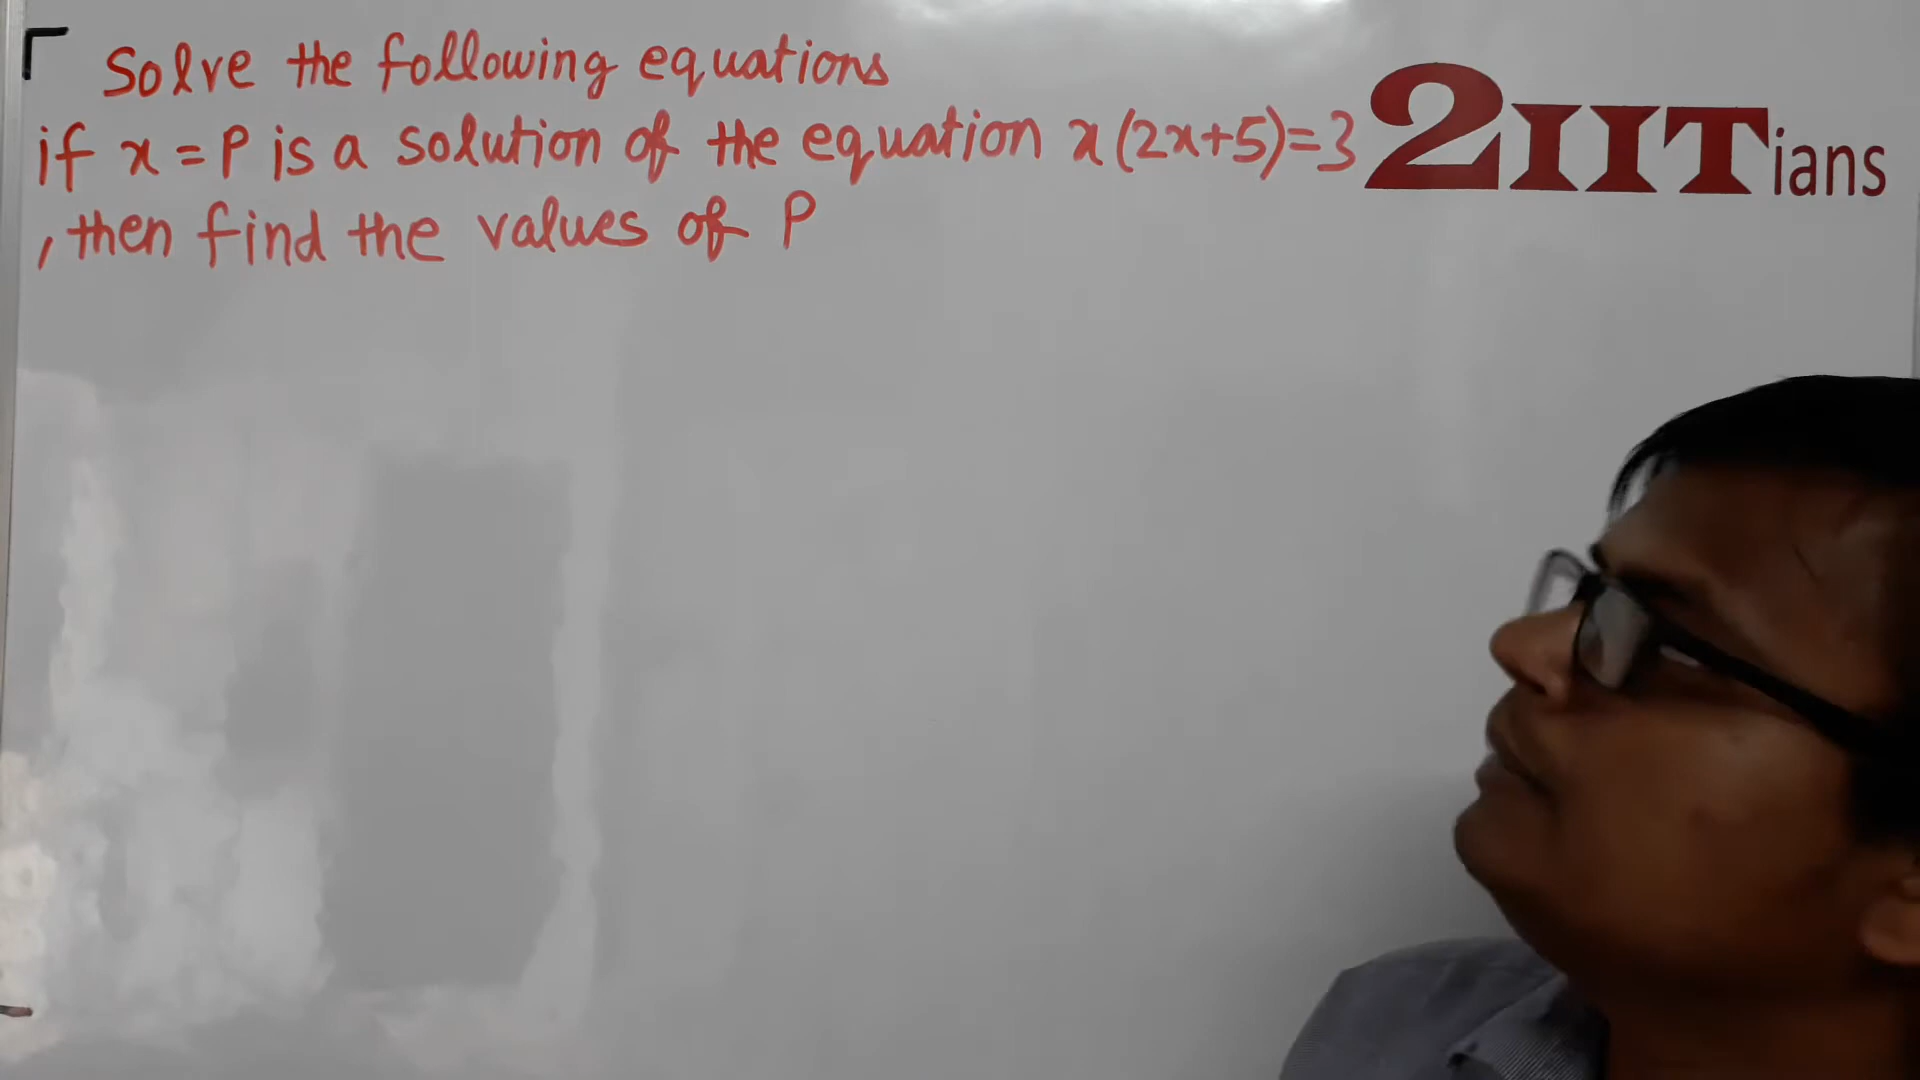 Solve the following equations
if x = P is a solution of the equation x(2x+5)=3
, then find the values of P
2IITians